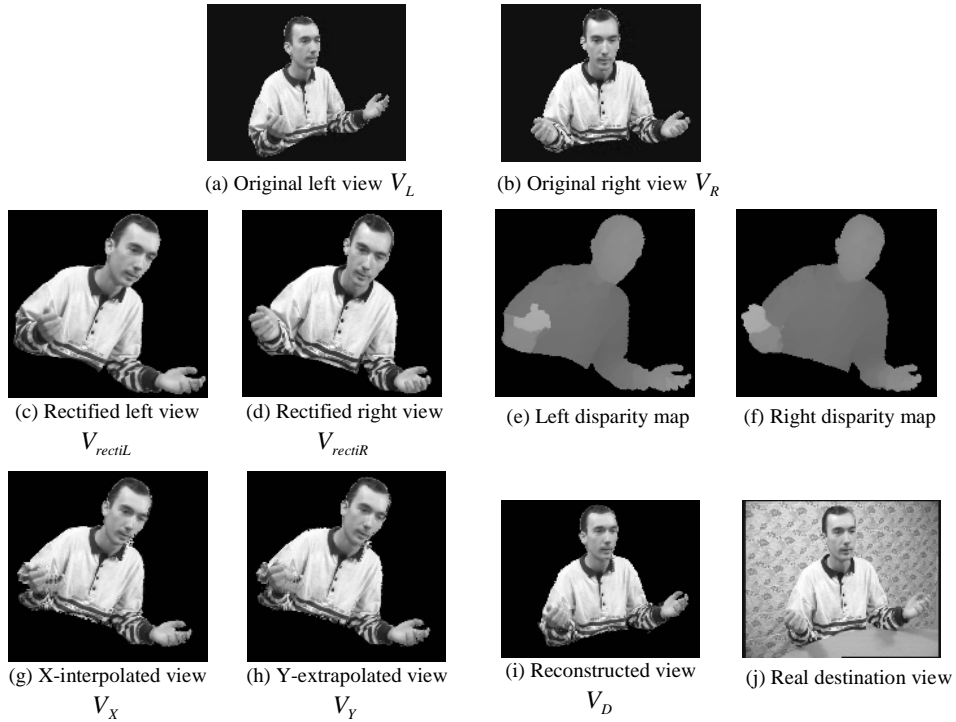 (a) Original left view V_L
(b) Original right view V_R
(c) Rectified left view
V_rectiL
(d) Rectified right view
V_rectiR
(e) Left disparity map
(f) Right disparity map
(g) X-interpolated view
V_X
(h) Y-extrapolated view
V_Y
(i) Reconstructed view
V_D
(j) Real destination view